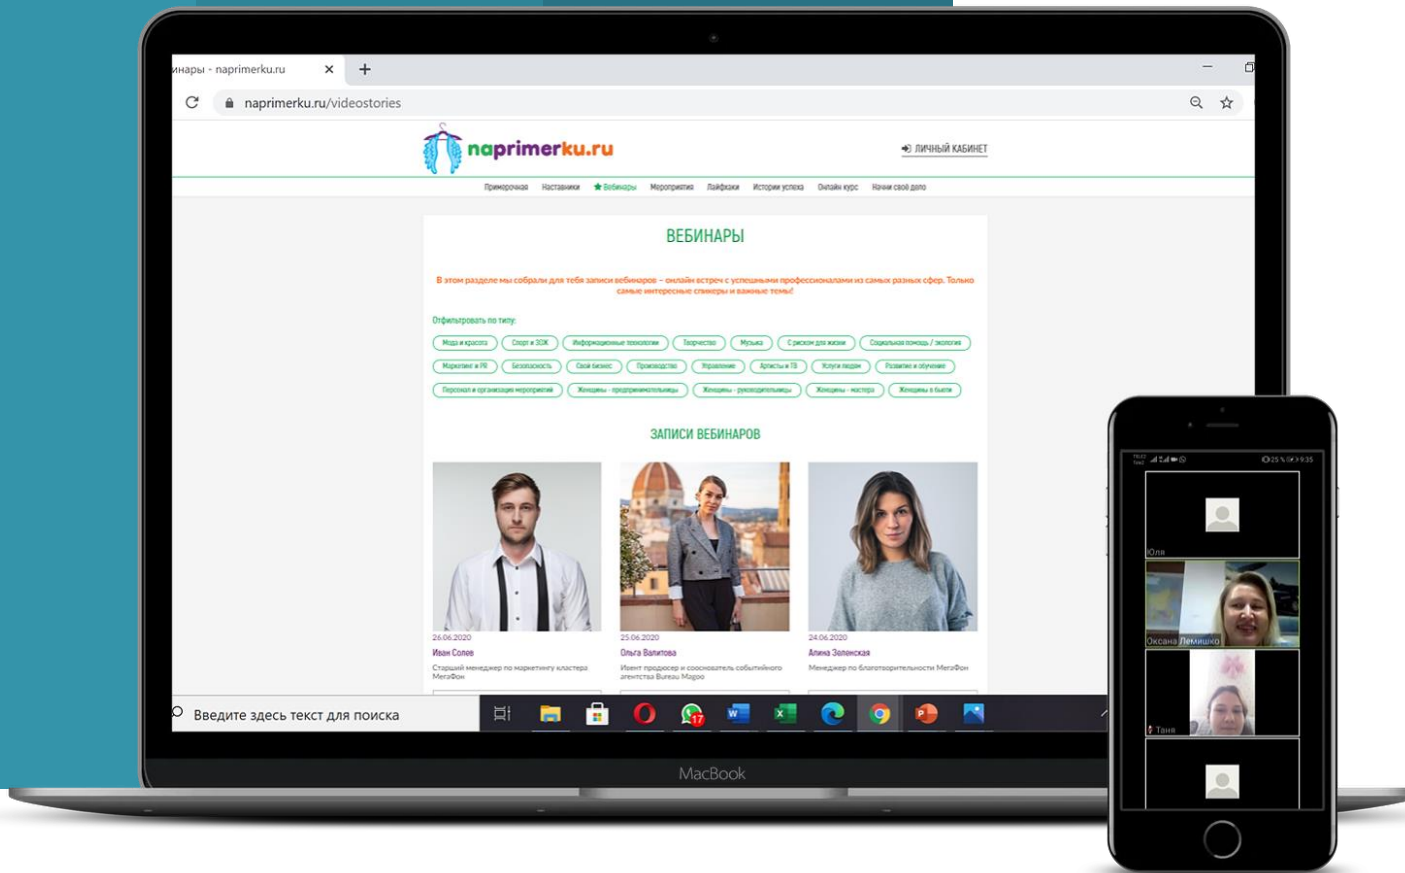 инары - naprimerku.ru
naprimerku.ru/videostories
naprimerku.ru
ЛИЧНЫЙ КАБИНЕТ
Примерочная Наставники Вебинары Мероприятия Лайфхаки Истории успеха Онлайн курс Начни своё дело
ВЕБИНАРЫ
В этом разделе мы собрали для тебя записи вебинаров – онлайн встреч с успешными профессионалами из самых разных сфер. Только
самые интересные спикеры и важные темы!
Отфильтровать по типу:
Мода и красота Спорт и ЗОЖ Информационные технологии Творчество Музыка С риском для жизни Социальная помощь / экология
Маркетинг и PR Безопасность Свой бизнес Производство Управление Артисты и ТВ Услуги людям Развитие и обучение
Персонал и организация мероприятий Женщины - предпринимательницы Женщины - руководительницы Женщины - мастера Женщины в бьюти
ЗАПИСИ ВЕБИНАРОВ
26.06.2020 25.06.2020 24.06.2020
Иван Солев Ольга Валитова Алина Зеленская
Старший менеджер по маркетингу кластера Ивент продюсер и сооснователь событийного Менеджер по благотворительности МегаФон
МегаФон агентства Bureau Magoo
Введите здесь текст для поиска
17
MacBook
25 % 9:35
Юля
Оксана Лемишко
Таня